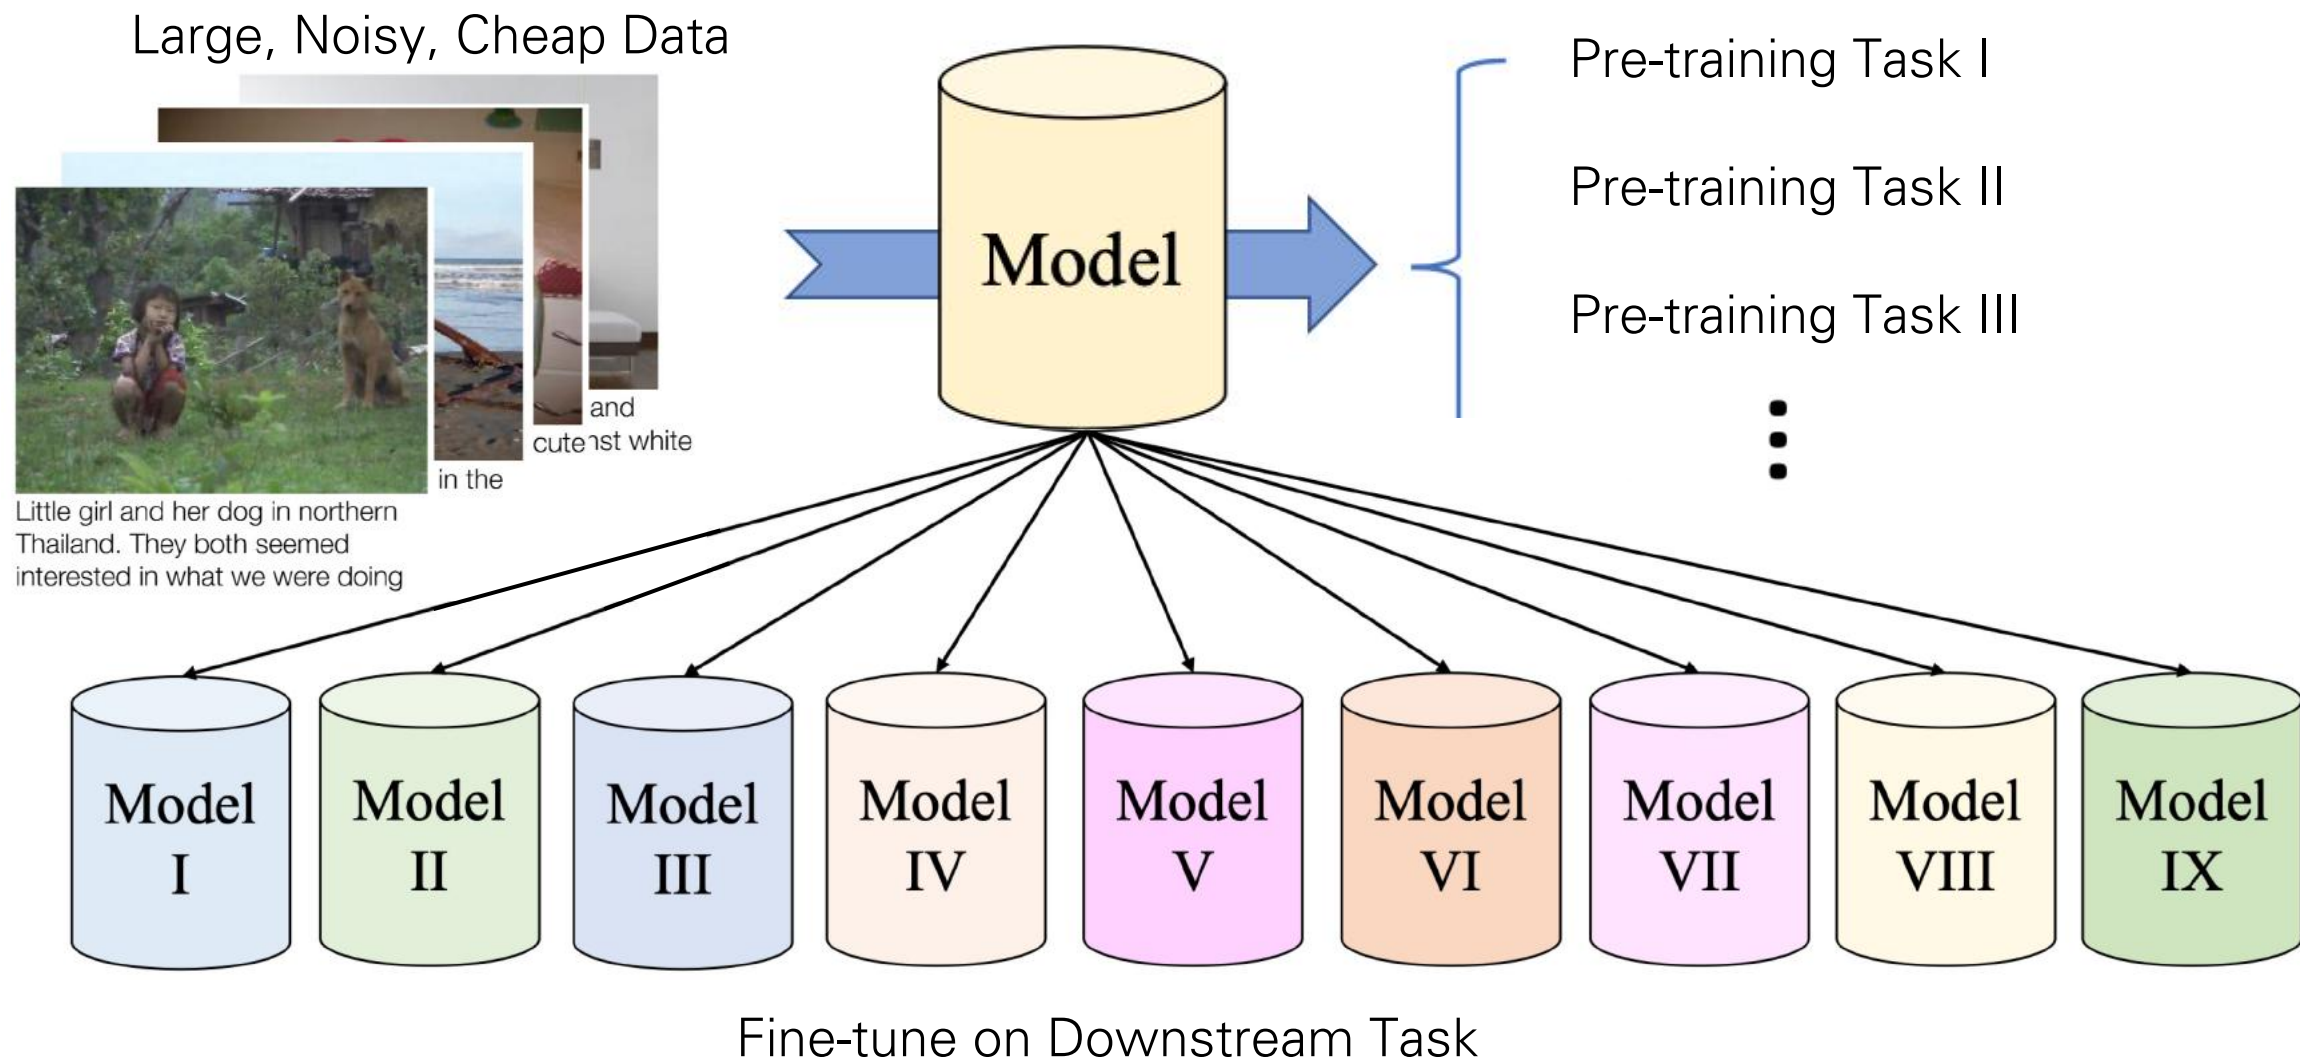 Large, Noisy, Cheap Data
Pre-training Task I
Pre-training Task II
Pre-training Task III
Model
and
cute
st white
in the
Little girl and her dog in northern
Thailand. They both seemed
interested in what we were doing
Model
I
Model
II
Model
III
Model
IV
Model
V
Model
VI
Model
VII
Model
VIII
Model
IX
Fine-tune on Downstream Task